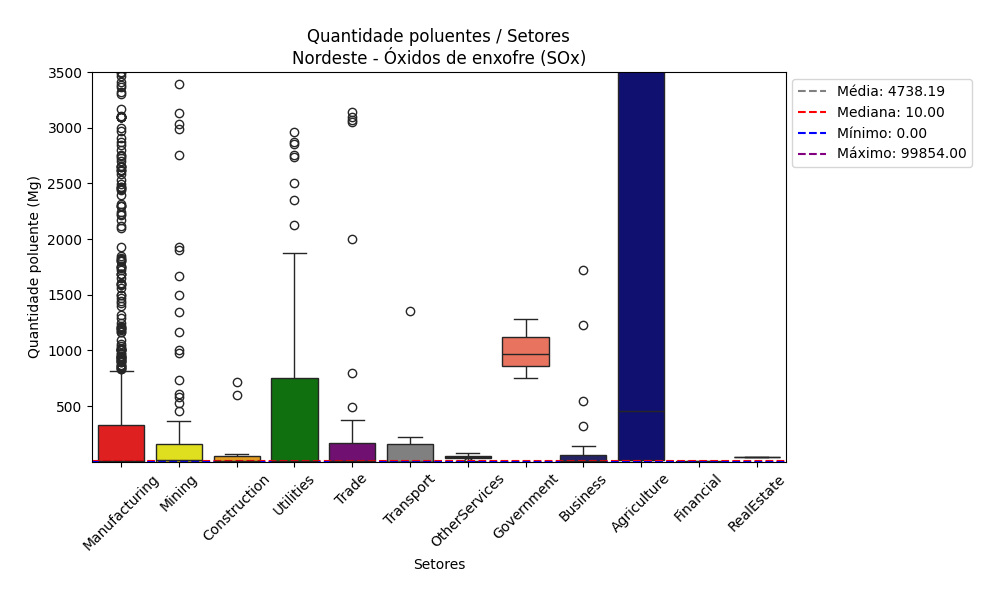 Quantidade poluentes / Setores
Nordeste - Óxidos de enxofre (SOx)
3500
3000
2500
2000
1500
1000
500
Quantidade poluente (Mg)
Média: 4738.19
Mediana: 10.00
Mínimo: 0.00
Máximo: 99854.00
Manufacturing
Mining
Construction
Utilities
Trade
Transport
OtherServices
Government
Business
Agriculture
Financial
RealEstate
Setores